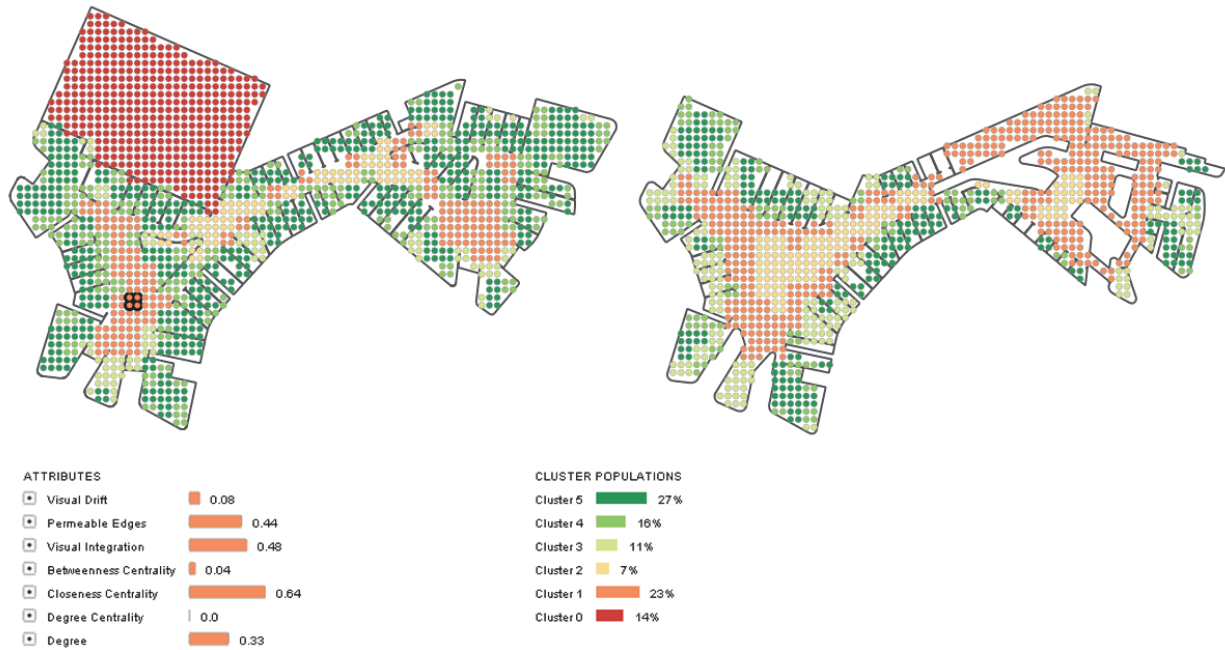 ATTRIBUTES
Visual Drift 0.08
Permeable Edges 0.44
Visual Integration 0.48
Betweenness Centrality 0.04
Closeness Centrality 0.64
Degree Centrality 0.0
Degree 0.33
CLUSTER POPULATIONS
Cluster 5 27%
Cluster 4 16%
Cluster 3 11%
Cluster 2 7%
Cluster 1 23%
Cluster 0 14%